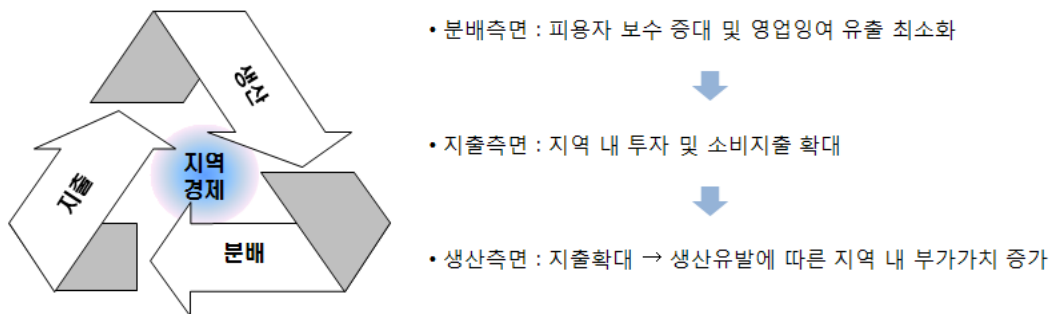 생산
지출
지역
경제
분배
• 분배측면 : 피용자 보수 증대 및 영업잉여 유출 최소화
• 지출측면 : 지역 내 투자 및 소비지출 확대
• 생산측면 : 지출확대 → 생산유발에 따른 지역 내 부가가치 증가